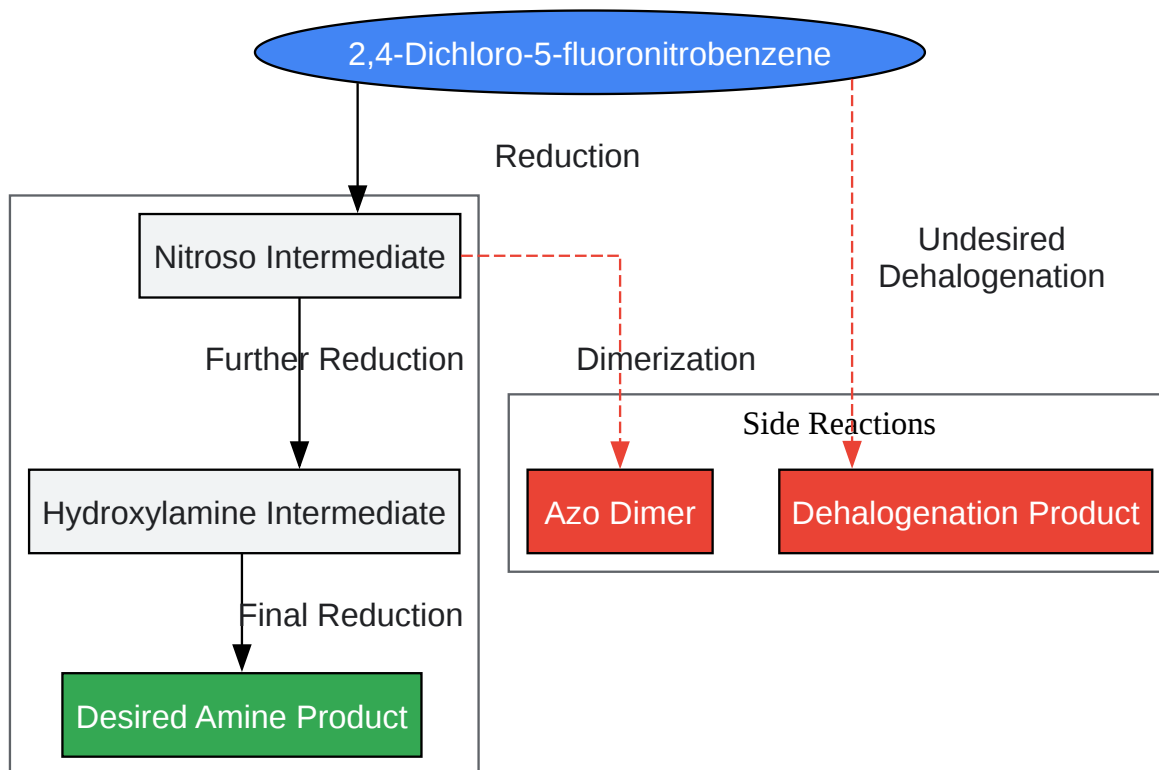 2,4-Dichloro-5-fluoronitrobenzene
Reduction
Undesired
Dehalogenation
Nitroso Intermediate
Further Reduction
Dimerization
Side Reactions
Hydroxylamine Intermediate
Azo Dimer
Dehalogenation Product
Final Reduction
Desired Amine Product